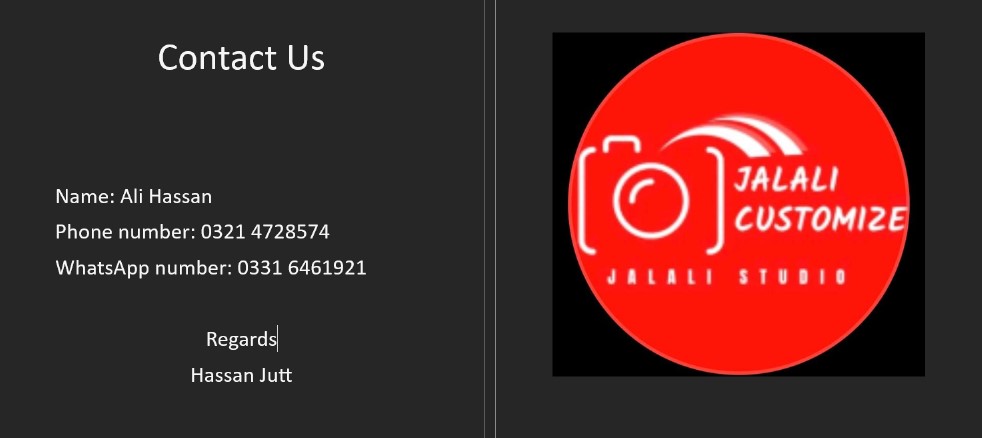 Contact Us
Name: Ali Hassan
Phone number: 0321 4728574
WhatsApp number: 0331 6461921
Regards
Hassan Jutt
JALALI
CUSTOMIZE
JALALI STUDIO